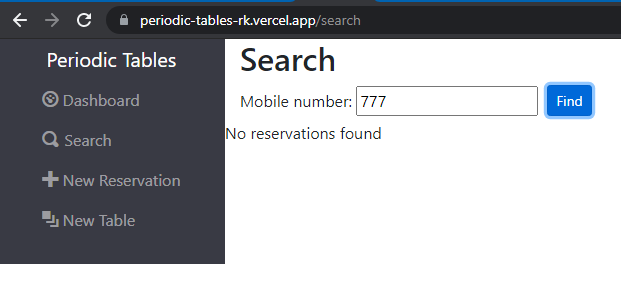 periodic-tables-rk.vercel.app/search
Periodic Tables
Dashboard
Search
New Reservation
New Table
Search
Mobile number: 777 Find
No reservations found